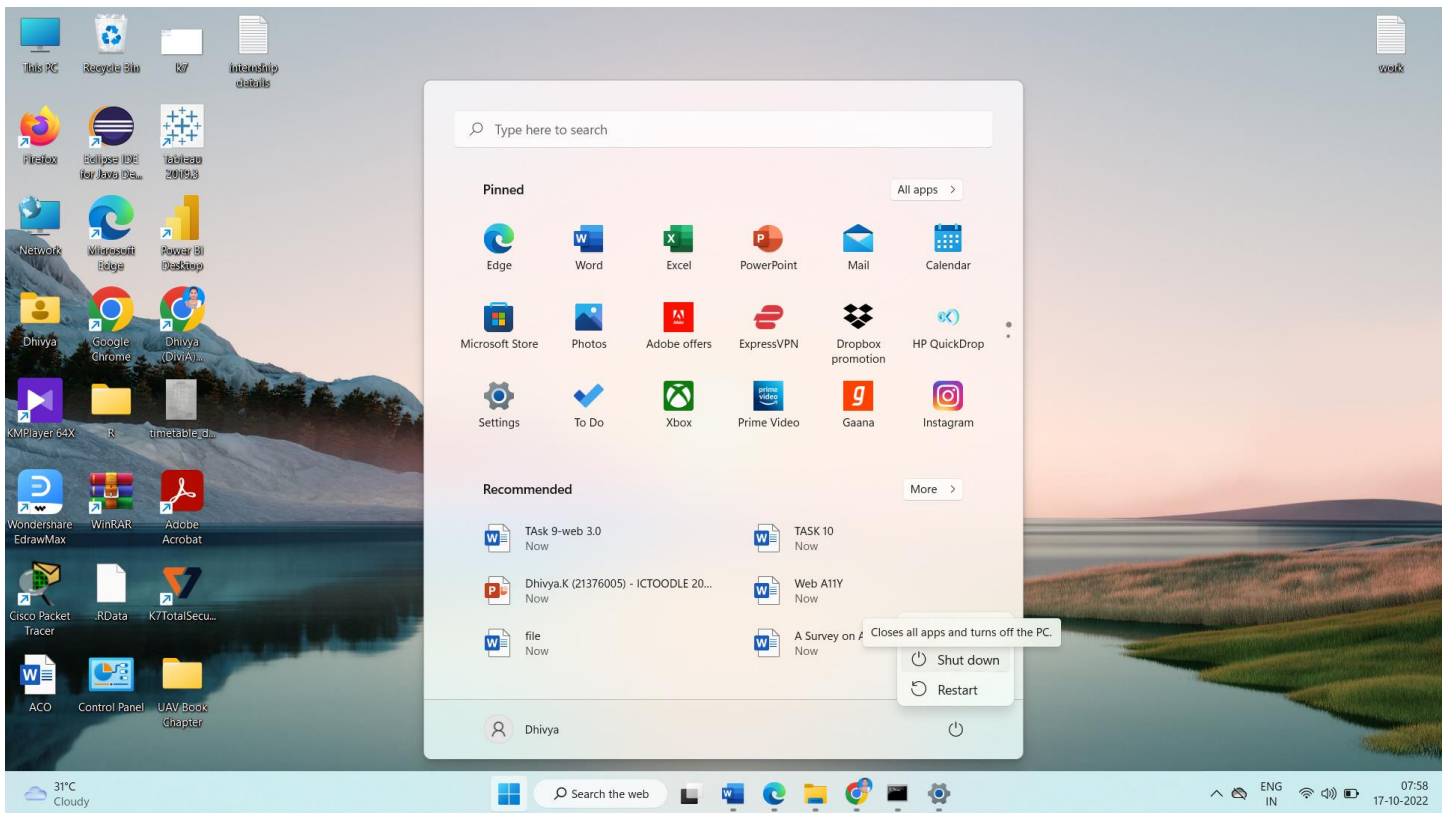 This PC
Recycle Bin
k7
internship
details
work
Firefox
Eclipse IDE
for Java De...
Tableau
2019.3
Network
Microsoft
Edge
Power BI
Desktop
Dhivya
Google
Chrome
Dhivya
(DiviA)...
KMPlayer 64X
R
timetable_d...
Wondershare
EdrawMax
WinRAR
Adobe
Acrobat
Cisco Packet
Tracer
.RData
K7TotalSecu...
ACO
Control Panel
UAV Book
Chapter
Type here to search
Pinned
All apps >
Edge
Word
Excel
PowerPoint
Mail
Calendar
Microsoft Store
Photos
Adobe offers
ExpressVPN
Dropbox
promotion
HP QuickDrop
Settings
To Do
Xbox
prime
video
Prime Video
Gaana
Instagram
Recommended
More >
TAsk 9-web 3.0
Now
TASK 10
Now
Dhivya.K (21376005) - ICTOODLE 20...
Now
Web A11Y
Now
file
Now
A Survey on A
Now
Closes all apps and turns off the PC.
Shut down
Restart
Dhivya
31°C
Cloudy
Search the web
ENG
IN
07:58
17-10-2022